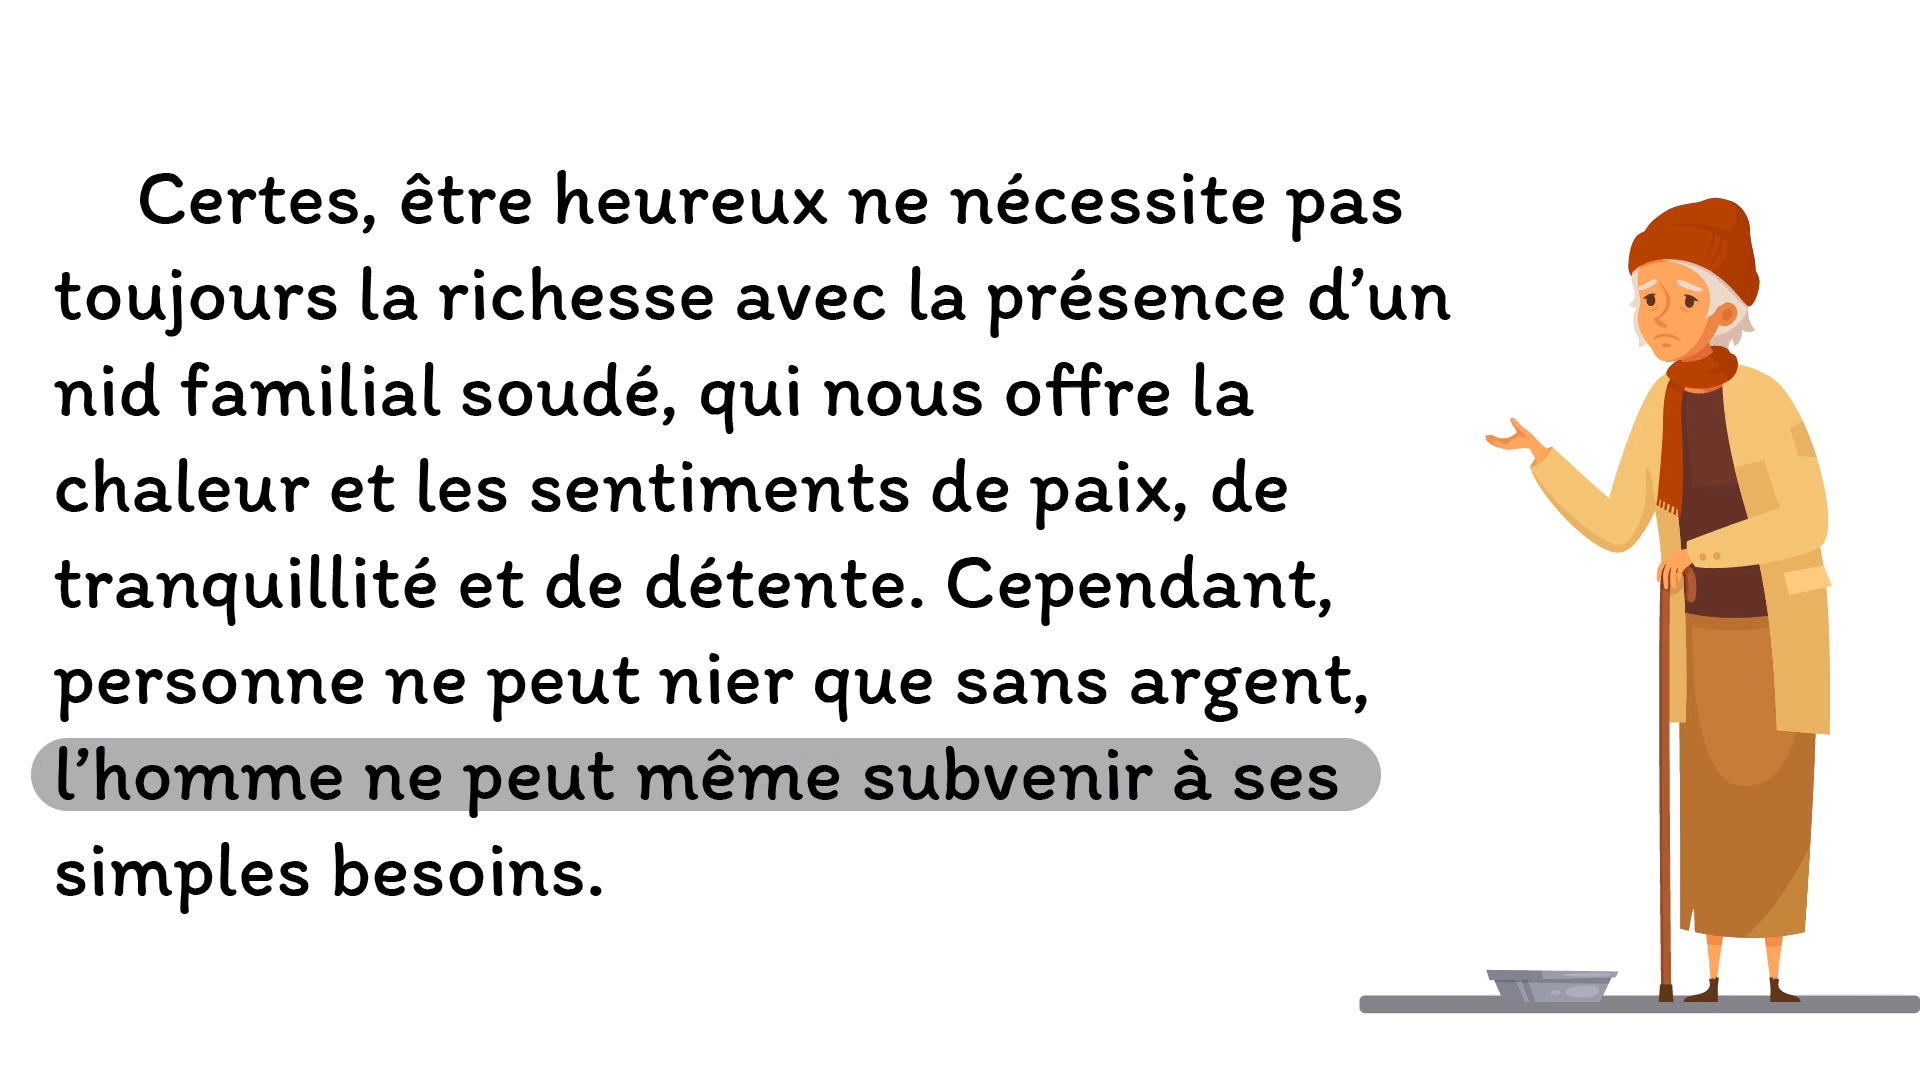 Certes, être heureux ne nécessite pas
toujours la richesse avec la présence d’un
nid familial soudé, qui nous offre la
chaleur et les sentiments de paix, de
tranquillité et de détente. Cependant,
personne ne peut nier que sans argent,
l’homme ne peut même subvenir à ses
simples besoins.